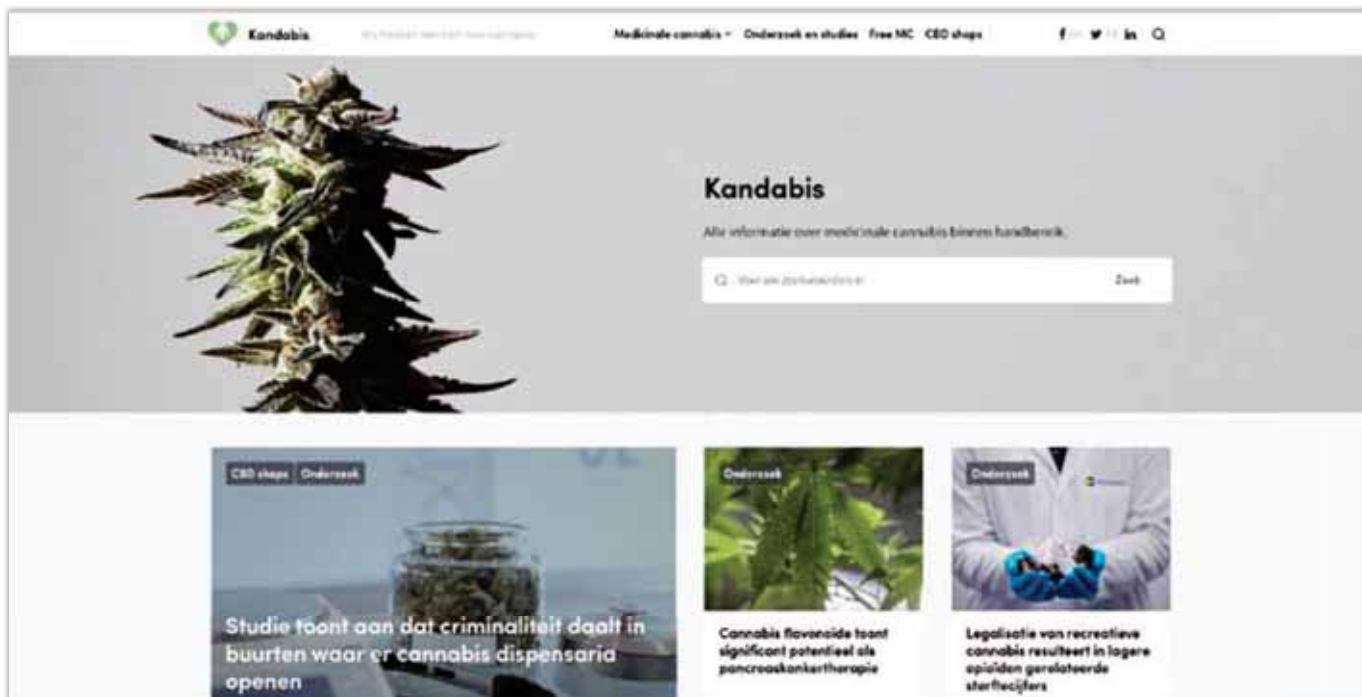 Kandabis
Medicinale cannabis Onderzoek en studies Free MC CBD shops
Kandabis
Alle informatie over medicinale cannabis binnen handbereik.
Zoek
CBD shops Onderzoek
Studie toont aan dat criminaliteit daalt in
buurten waar er cannabis dispensaria
openen
Onderzoek
Cannabis flavonoïde toont
significant potentieel als
pancreaskankertherapie
Onderzoek
Legalisatie van recreatieve
cannabis resulteert in lagere
opioïden gerelateerde
sterftecijfers